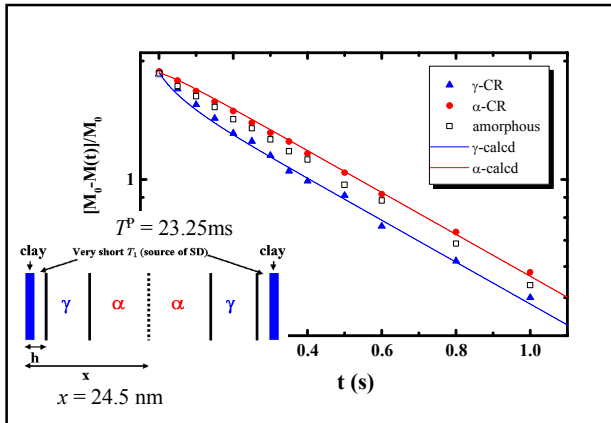 γ-CR
α-CR
amorphous
γ-calcd
α-calcd
[M₀-M(t)]/M₀
1
Tᴾ = 23.25ms
clay
Very short T₁ (source of SD)
clay
γ
α
α
γ
h
x
x = 24.5 nm
0.4
0.6
0.8
1.0
t (s)